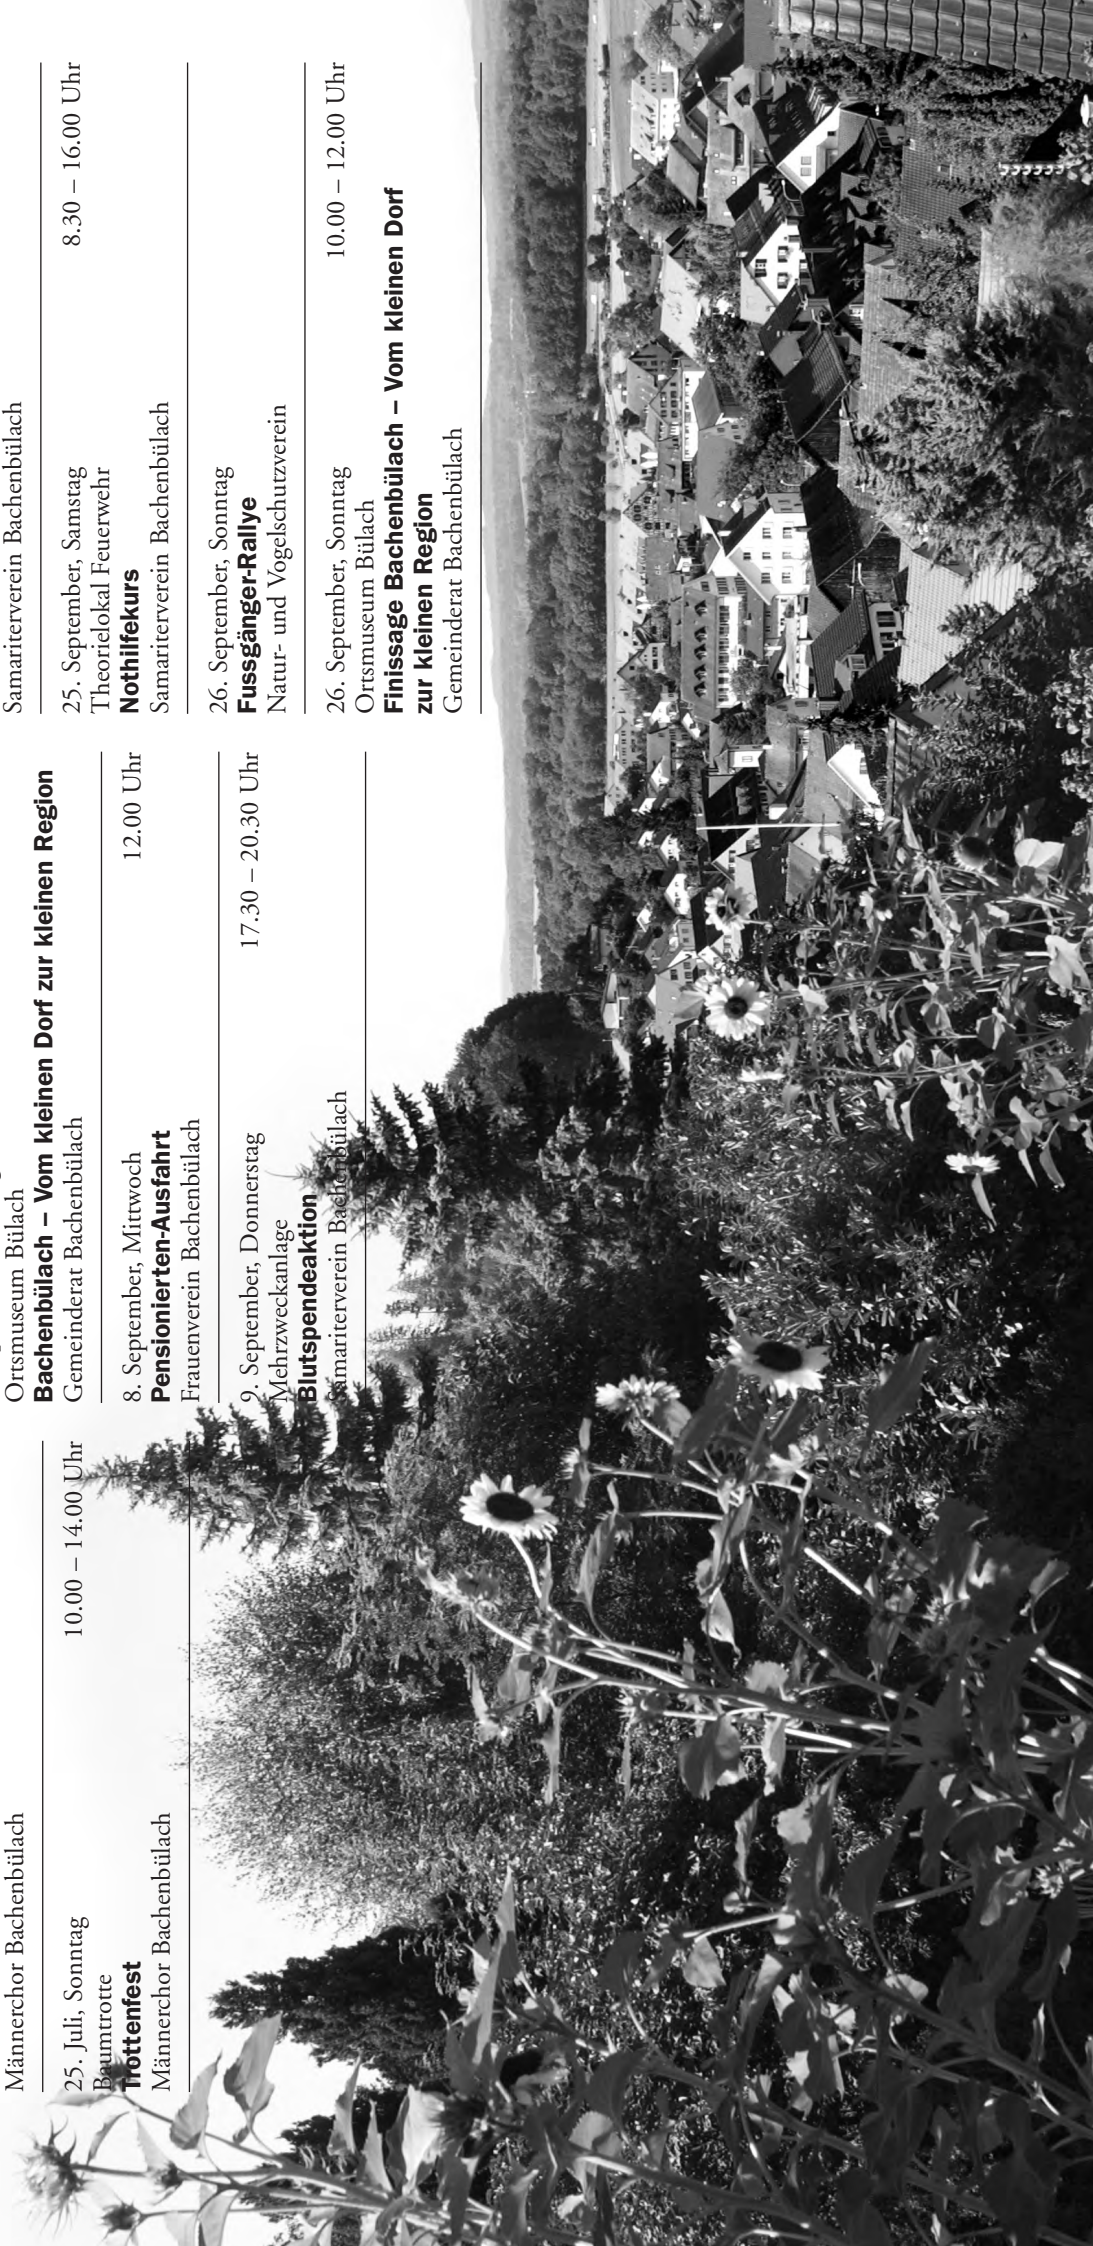 Männerchor Bachenbülach
25. Juli, Sonntag 10.00 – 14.00 Uhr
Baumtrotte
Trottenfest
Männerchor Bachenbülach
Ortsmuseum Bülach
Bachenbülach – Vom kleinen Dorf zur kleinen Region
Gemeinderat Bachenbülach
8. September, Mittwoch 12.00 Uhr
Pensionierten-Ausfahrt
Frauenverein Bachenbülach
9. September, Donnerstag 17.30 – 20.30 Uhr
Mehrzweckanlage
Blutspendeaktion
Samariterverein Bachenbülach
Samariterverein Bachenbülach
25. September, Samstag 8.30 – 16.00 Uhr
Theorielokal Feuerwehr
Nothilfekurs
Samariterverein Bachenbülach
26. September, Sonntag
Fussgänger-Rallye
Natur- und Vogelschutzverein
26. September, Sonntag 10.00 – 12.00 Uhr
Ortsmuseum Bülach
Finissage Bachenbülach – Vom kleinen Dorf
zur kleinen Region
Gemeinderat Bachenbülach